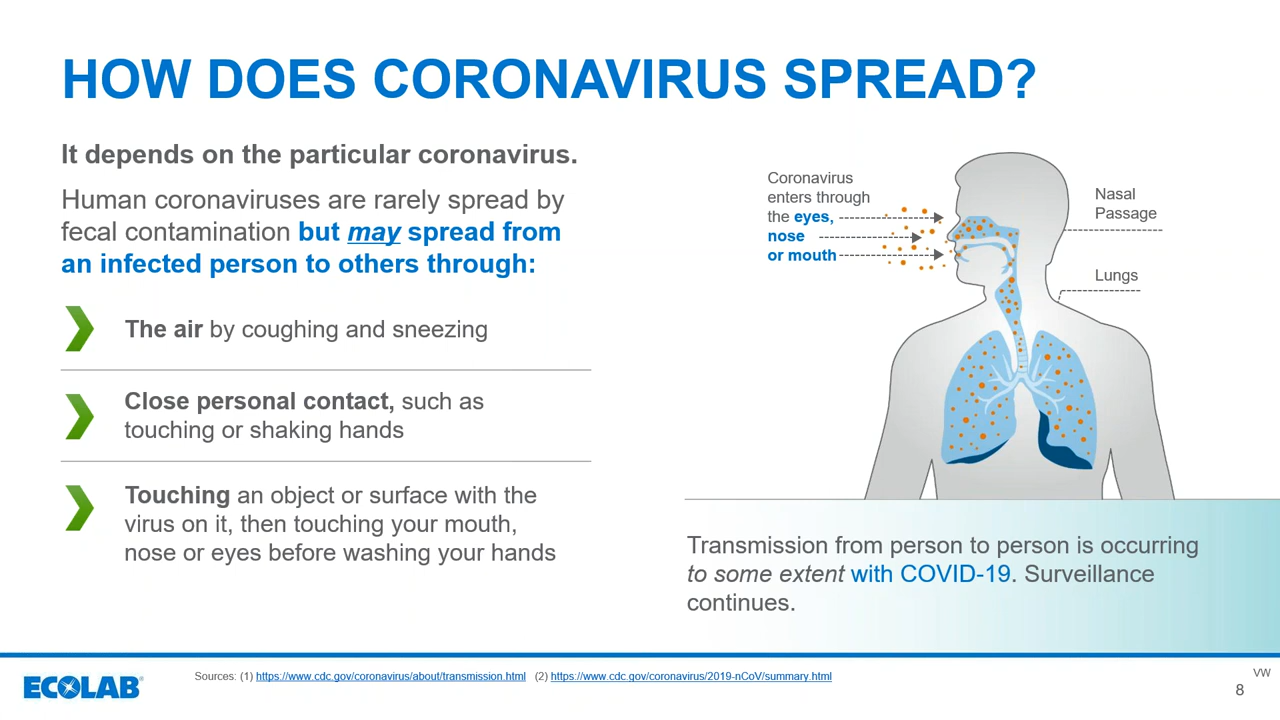 HOW DOES CORONAVIRUS SPREAD?
It depends on the particular coronavirus.
Human coronaviruses are rarely spread by
fecal contamination but may spread from
an infected person to others through:
The air by coughing and sneezing
Close personal contact, such as
touching or shaking hands
Touching an object or surface with the
virus on it, then touching your mouth,
nose or eyes before washing your hands
Coronavirus
enters through
the eyes,
nose
or mouth
Nasal
Passage
Lungs
Transmission from person to person is occurring
to some extent with COVID-19. Surveillance
continues.
ECOLAB®
Sources: (1) https://www.cdc.gov/coronavirus/about/transmission.html (2) https://www.cdc.gov/coronavirus/2019-nCoV/summary.html
VW
8